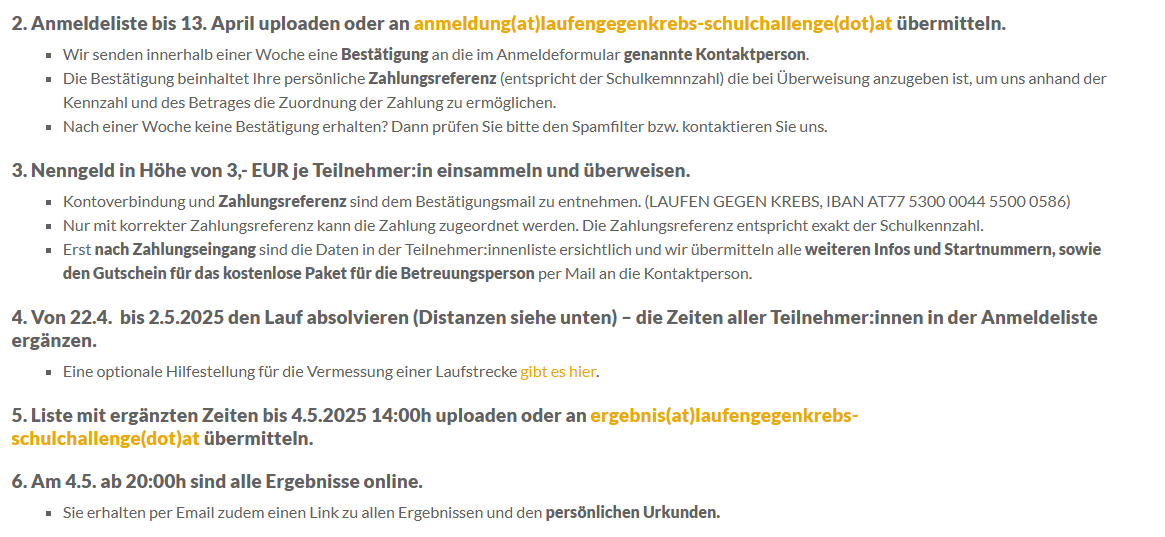 2. Anmeldeliste bis 13. April uploaden oder an anmeldung(at)laufengegenkrebs-schulchallenge(dot)at übermitteln.
Wir senden innerhalb einer Woche eine Bestätigung an die im Anmeldeformular genannte Kontaktperson.
Die Bestätigung beinhaltet Ihre persönliche Zahlungsreferenz (entspricht der Schulkemnnzahl) die bei Überweisung anzugeben ist, um uns anhand der
Kennzahl und des Betrages die Zuordnung der Zahlung zu ermöglichen.
Nach einer Woche keine Bestätigung erhalten? Dann prüfen Sie bitte den Spamfilter bzw. kontaktieren Sie uns.
3. Nenngeld in Höhe von 3,- EUR je Teilnehmer:in einsammeln und überweisen.
Kontoverbindung und Zahlungsreferenz sind dem Bestätigungsmail zu entnehmen. (LAUFEN GEGEN KREBS, IBAN AT77 5300 0044 5500 0586)
Nur mit korrekter Zahlungsreferenz kann die Zahlung zugeordnet werden. Die Zahlungsreferenz entspricht exakt der Schulkennzahl.
Erst nach Zahlungseingang sind die Daten in der Teilnehmer:innenliste ersichtlich und wir übermitteln alle weiteren Infos und Startnummern, sowie
den Gutschein für das kostenlose Paket für die Betreuungsperson per Mail an die Kontaktperson.
4. Von 22.4. bis 2.5.2025 den Lauf absolvieren (Distanzen siehe unten) – die Zeiten aller Teilnehmer:innen in der Anmeldeliste
ergänzen.
Eine optionale Hilfestellung für die Vermessung einer Laufstrecke gibt es hier.
5. Liste mit ergänzten Zeiten bis 4.5.2025 14:00h uploaden oder an ergebnis(at)laufengegenkrebs-
schulchallenge(dot)at übermitteln.
6. Am 4.5. ab 20:00h sind alle Ergebnisse online.
Sie erhalten per Email zudem einen Link zu allen Ergebnissen und den persönlichen Urkunden.